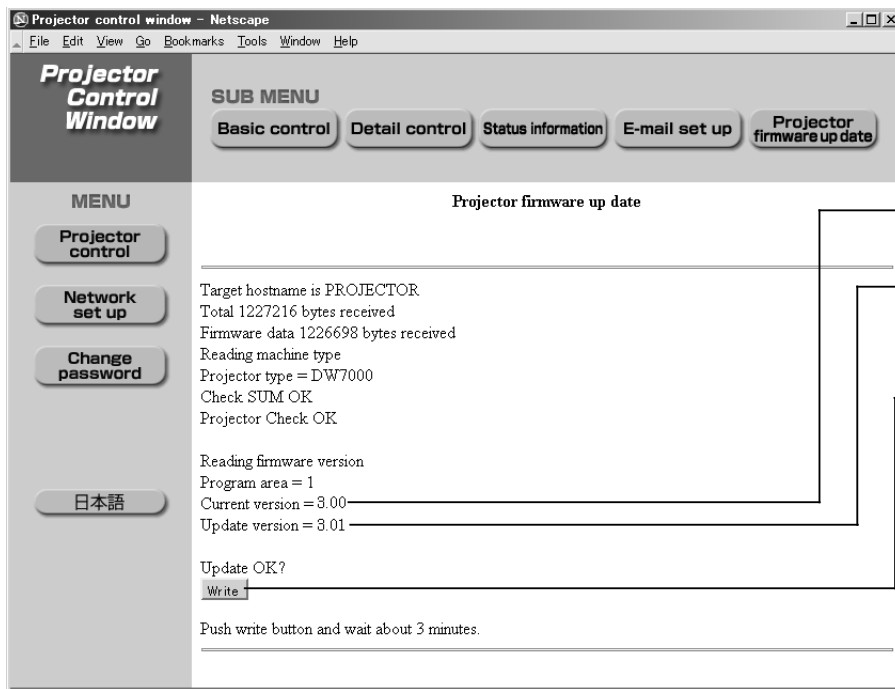 Projector control window - Netscape
File Edit View Go Bookmarks Tools Window Help
Projector
Control
Window
SUB MENU
Basic control
Detail control
Status information
E-mail set up
Projector
firmware up date
MENU
Projector
control
Network
set up
Change
password
日本語
Projector firmware up date
Target hostname is PROJECTOR
Total 1227216 bytes received
Firmware data 1226698 bytes received
Reading machine type
Projector type = DW7000
Check SUM OK
Projector Check OK
Reading firmware version
Program area = 1
Current version = 3.00
Update version = 3.01
Update OK?
Write
Push write button and wait about 3 minutes.